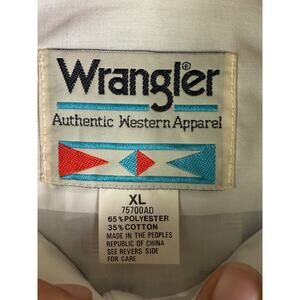 Wrangler®
Authentic Western Apparel
XL
75700AD
65% POLYESTER
35% COTTON
MADE IN THE PEOPLES
REPUBLIC OF CHINA
SEE REVERS SIDE
FOR CARE